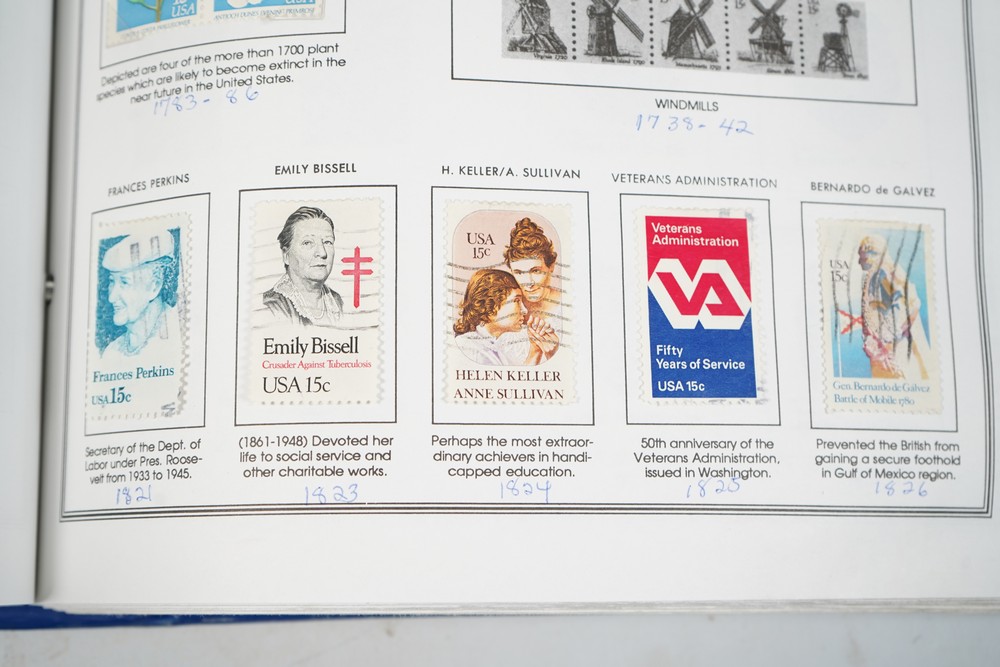 USA
USA
Depicted are four of the more than 1700 plant
species which are likely to become extinct in the
near future in the United States.
1783 - 86
WINDMILLS
1738 - 42
FRANCES PERKINS
Frances Perkins
USA 15c
Secretary of the Dept. of
Labor under Pres. Roose-
velt from 1933 to 1945.
1821
EMILY BISSELL
Emily Bissell
Crusader Against Tuberculosis
USA 15c
(1861-1948) Devoted her
life to social service and
other charitable works.
1823
H. KELLER/A. SULLIVAN
USA
15c
HELEN KELLER
ANNE SULLIVAN
Perhaps the most extraor-
dinary achievers in handi-
capped education.
1824
VETERANS ADMINISTRATION
Veterans
Administration
VA
Fifty
Years of Service
USA 15c
50th anniversary of the
Veterans Administration,
issued in Washington.
1825
BERNARDO de GALVEZ
USA
15c
Gen. Bernardo de Gálvez
Battle of Mobile 1780
Prevented the British from
gaining a secure foothold
in Gulf of Mexico region.
1826